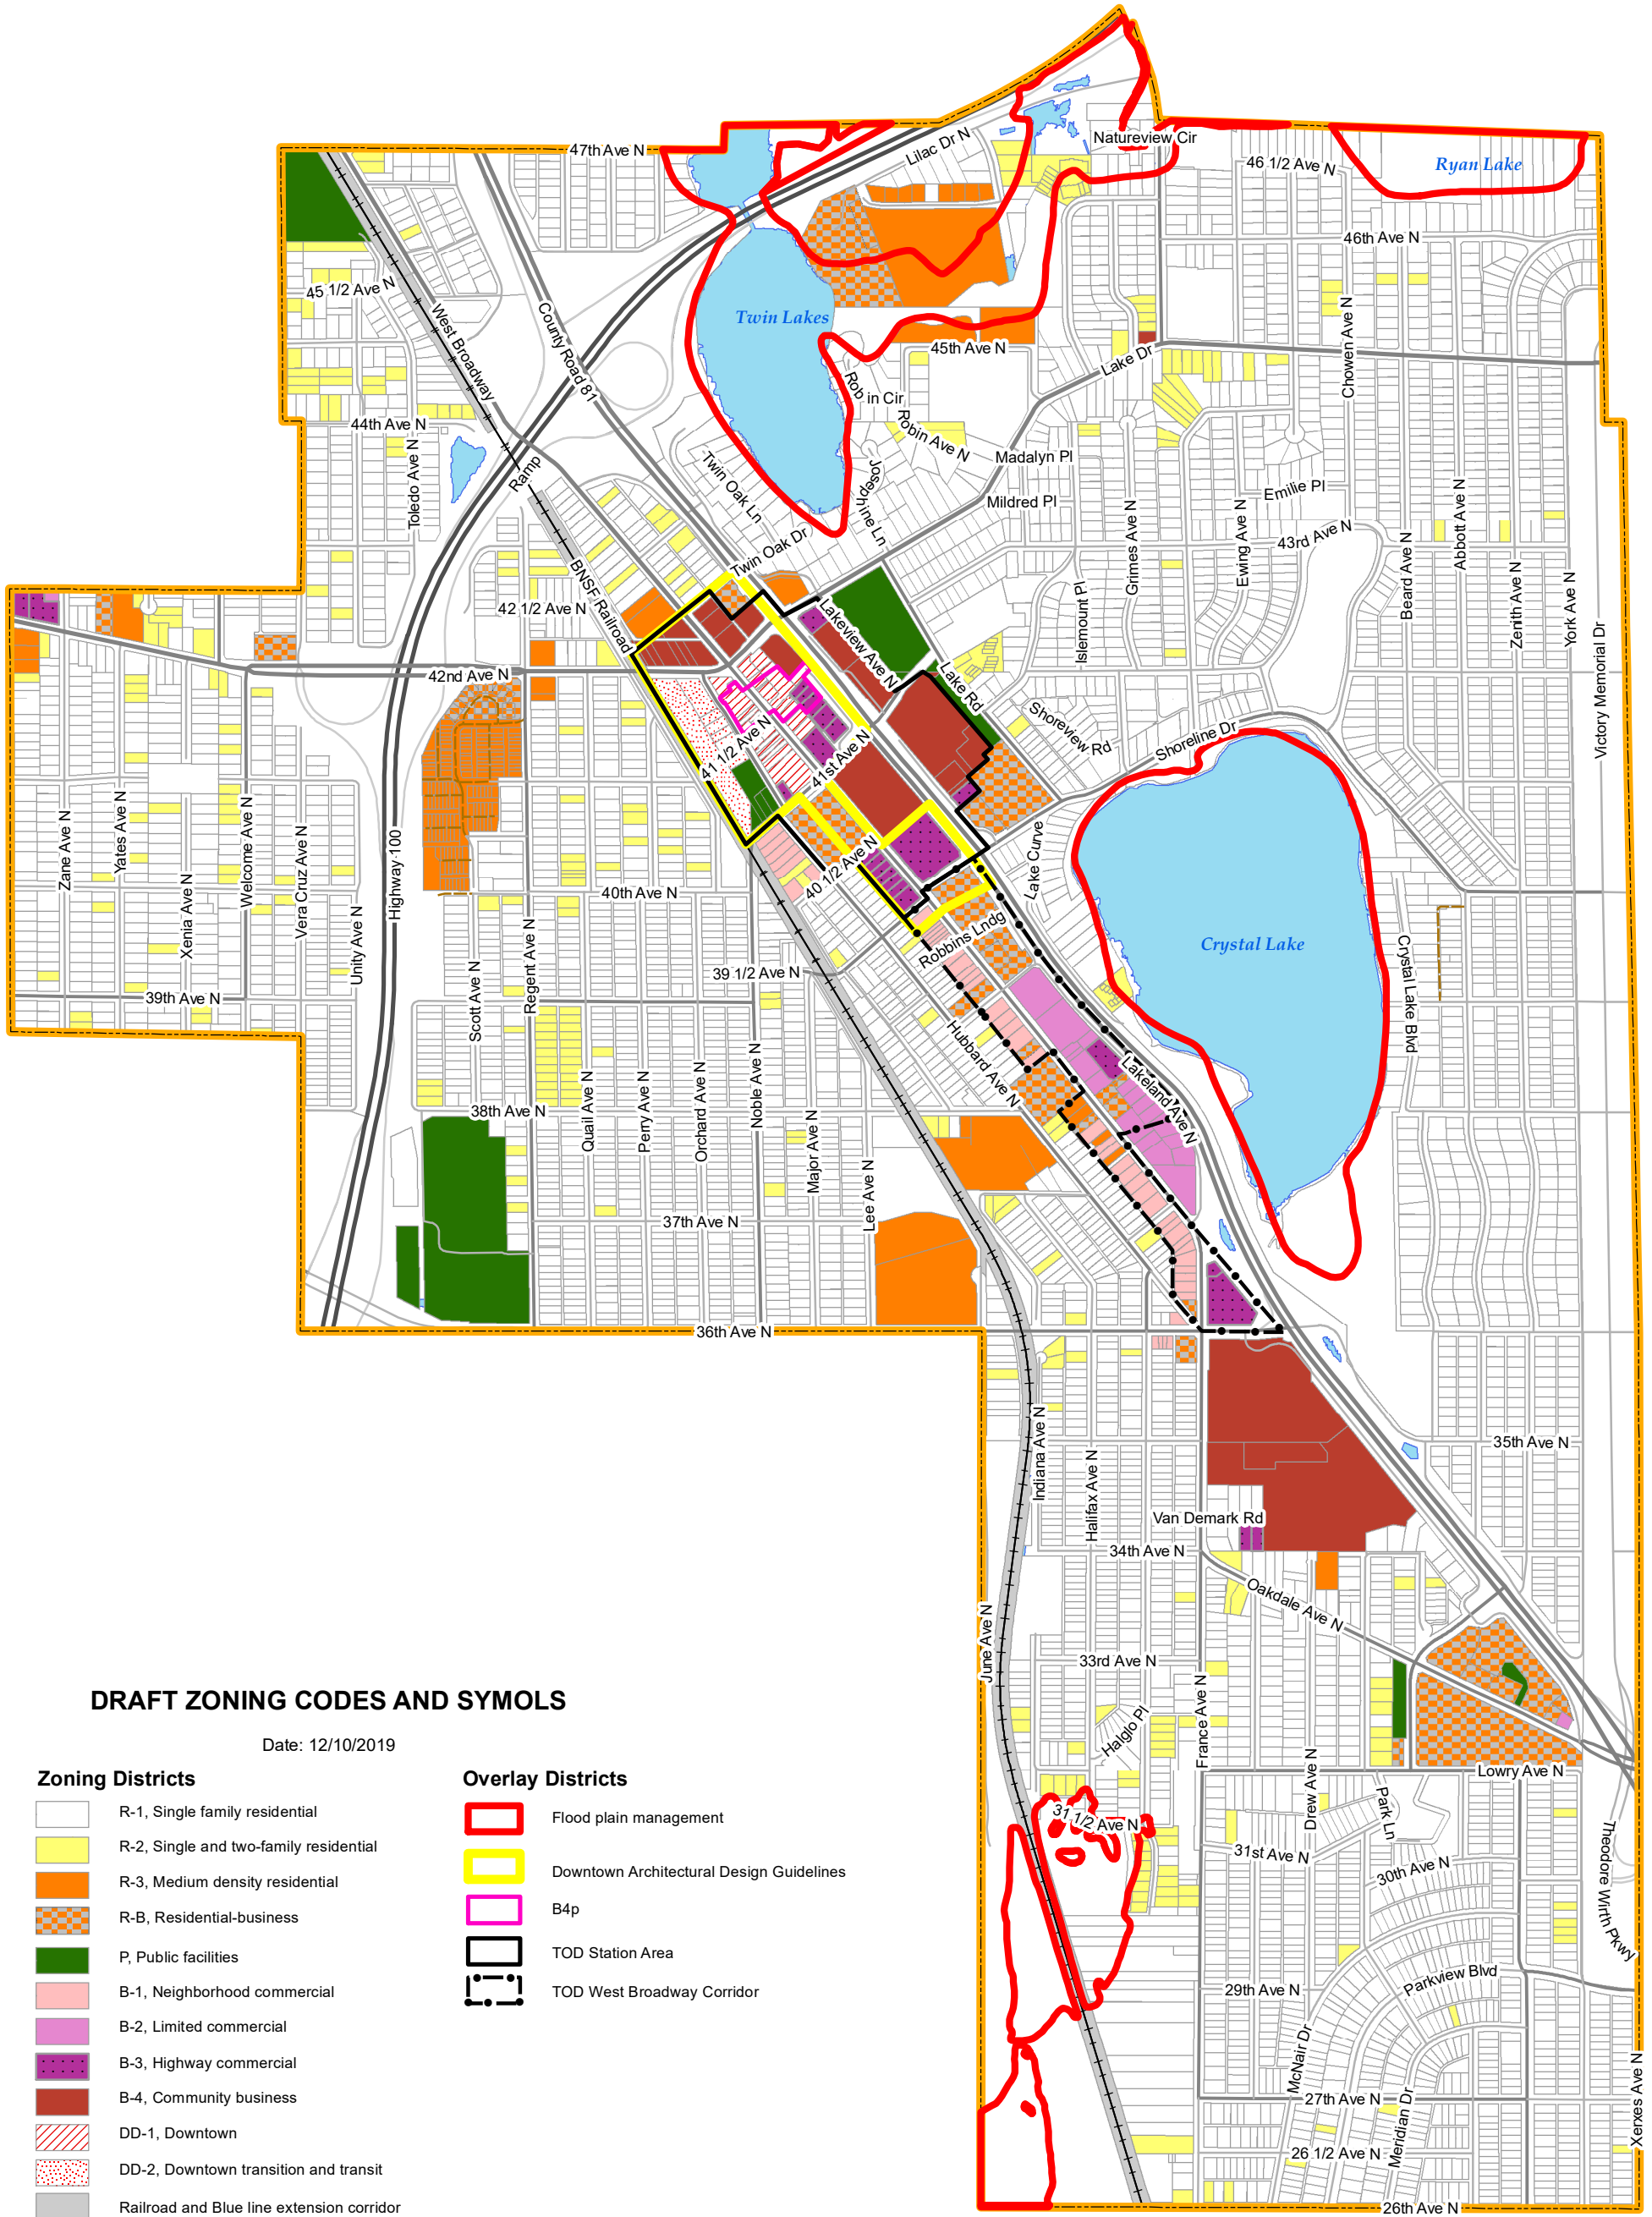 47th Ave N
Lilac Dr N
Natureview Cir
46 1/2 Ave N
Ryan Lake
46th Ave N
45 1/2 Ave N
West Broadway
County Road 81
Twin Lakes
45th Ave N
Lake Dr
Chowen Ave N
Rob in Cir
Robin Ave N
44th Ave N
Toledo Ave N
Ramp
Twin Oak Ln
Josephine Ln
Madalyn Pl
Mildred Pl
Emilie Pl
Grimes Ave N
Ewing Ave N
43rd Ave N
Beard Ave N
Abbott Ave N
Zenith Ave N
York Ave N
Victory Memorial Dr
Twin Oak Dr
BNSF Railroad
42 1/2 Ave N
Islemount Pl
Lakeview Ave N
42nd Ave N
Lake Rd
Shoreview Rd
Shoreline Dr
41 1/2 Ave N
41st Ave N
Zane Ave N
Yates Ave N
Xenia Ave N
Welcome Ave N
Vera Cruz Ave N
Unity Ave N
Highway 100
40 1/2 Ave N
Lake Curve
40th Ave N
Crystal Lake
Crystal Lake Blvd
Robbins Lndg
39 1/2 Ave N
39th Ave N
Scott Ave N
Regent Ave N
Hubbard Ave N
Lakeland Ave N
Quail Ave N
Perry Ave N
Orchard Ave N
Noble Ave N
Major Ave N
Lee Ave N
38th Ave N
37th Ave N
36th Ave N
Indiana Ave N
Halifax Ave N
35th Ave N
Van Demark Rd
34th Ave N
Oakdale Ave N
June Ave N
33rd Ave N
France Ave N
Halglo Pl
Lowry Ave N
Drew Ave N
Park Ln
31 1/2 Ave N
31st Ave N
30th Ave N
Theodore Wirth Pkwy
29th Ave N
Parkview Blvd
McNair Dr
27th Ave N
Meridian Dr
26 1/2 Ave N
Xerxes Ave N
26th Ave N
DRAFT ZONING CODES AND SYMOLS
Date: 12/10/2019
Zoning Districts
R-1, Single family residential
R-2, Single and two-family residential
R-3, Medium density residential
R-B, Residential-business
P, Public facilities
B-1, Neighborhood commercial
B-2, Limited commercial
B-3, Highway commercial
B-4, Community business
DD-1, Downtown
DD-2, Downtown transition and transit
Railroad and Blue line extension corridor
Overlay Districts
Flood plain management
Downtown Architectural Design Guidelines
B4p
TOD Station Area
TOD West Broadway Corridor